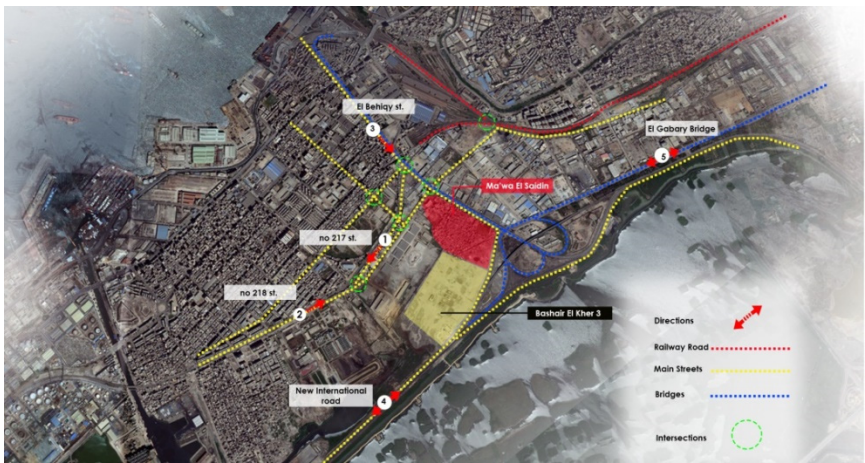 El Behiqy st.
3
El Gabary Bridge
5
Ma'wa El Saidin
no 217 st.
1
no 218 st.
2
Bashair El Kher 3
New International
road
4
Directions
Railway Road
Main Streets
Bridges
Intersections